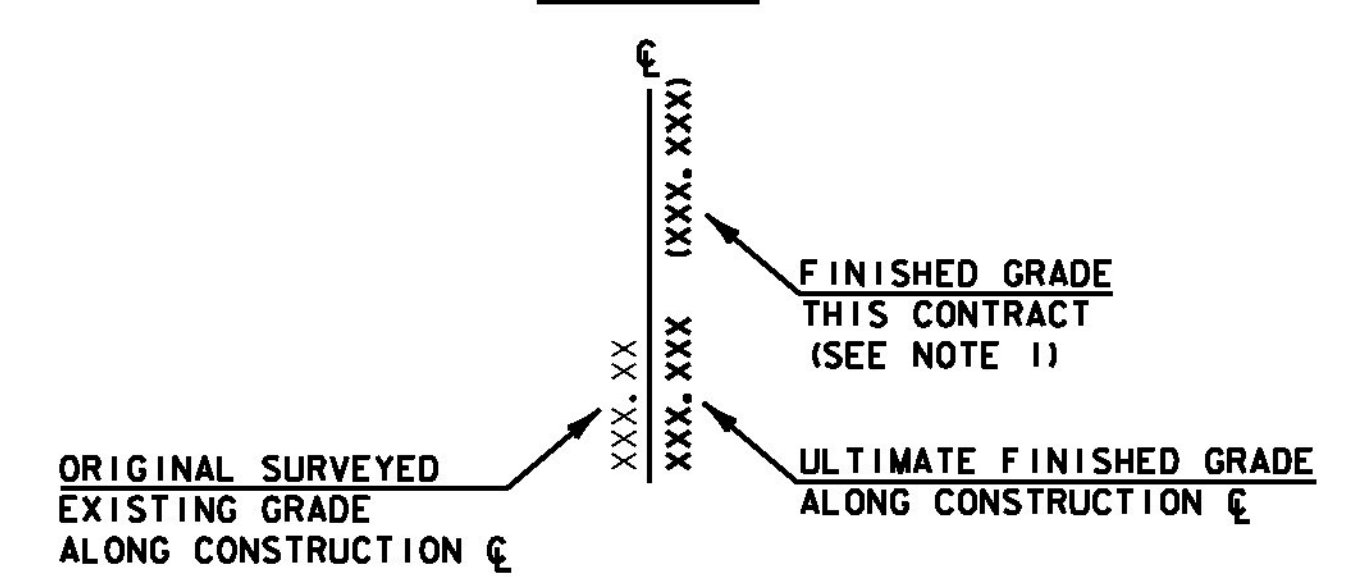 ℄
(XXX.XXX)
FINISHED GRADE
THIS CONTRACT
(SEE NOTE 1)
XXX.XX
XXX.XXX
ORIGINAL SURVEYED
EXISTING GRADE
ALONG CONSTRUCTION ℄
ULTIMATE FINISHED GRADE
ALONG CONSTRUCTION ℄